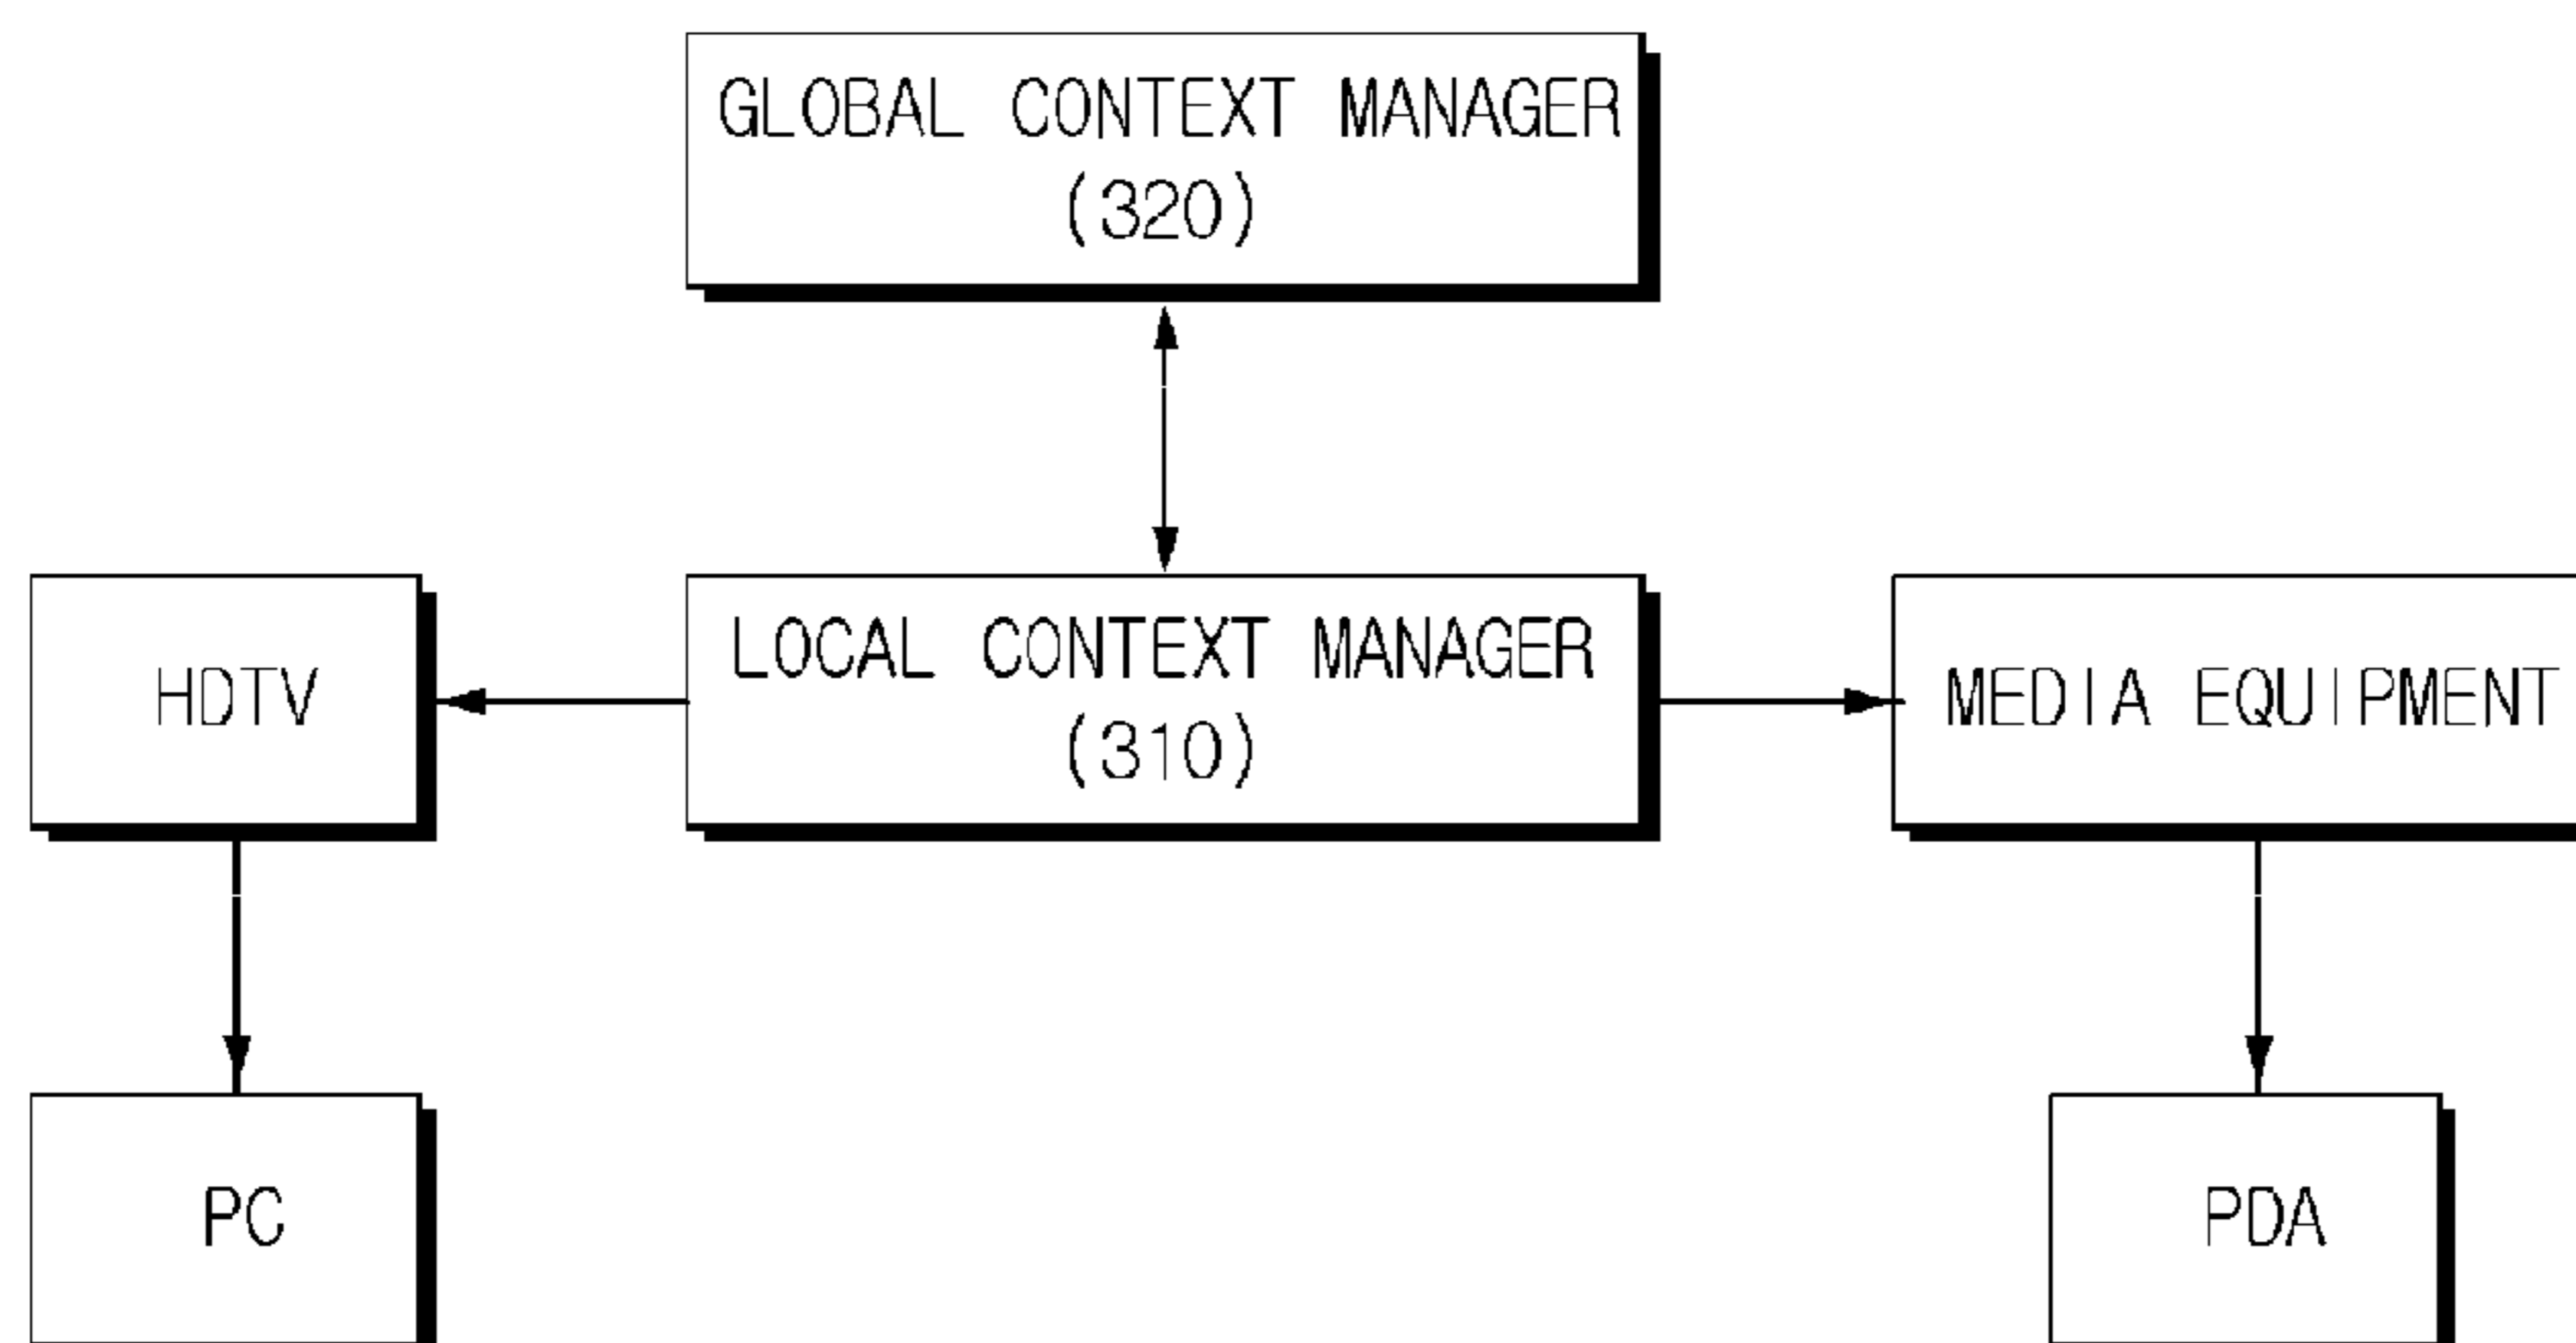 GLOBAL CONTEXT MANAGER
(320)
HDTV
LOCAL CONTEXT MANAGER
(310)
MEDIA EQUIPMENT
PC
PDA